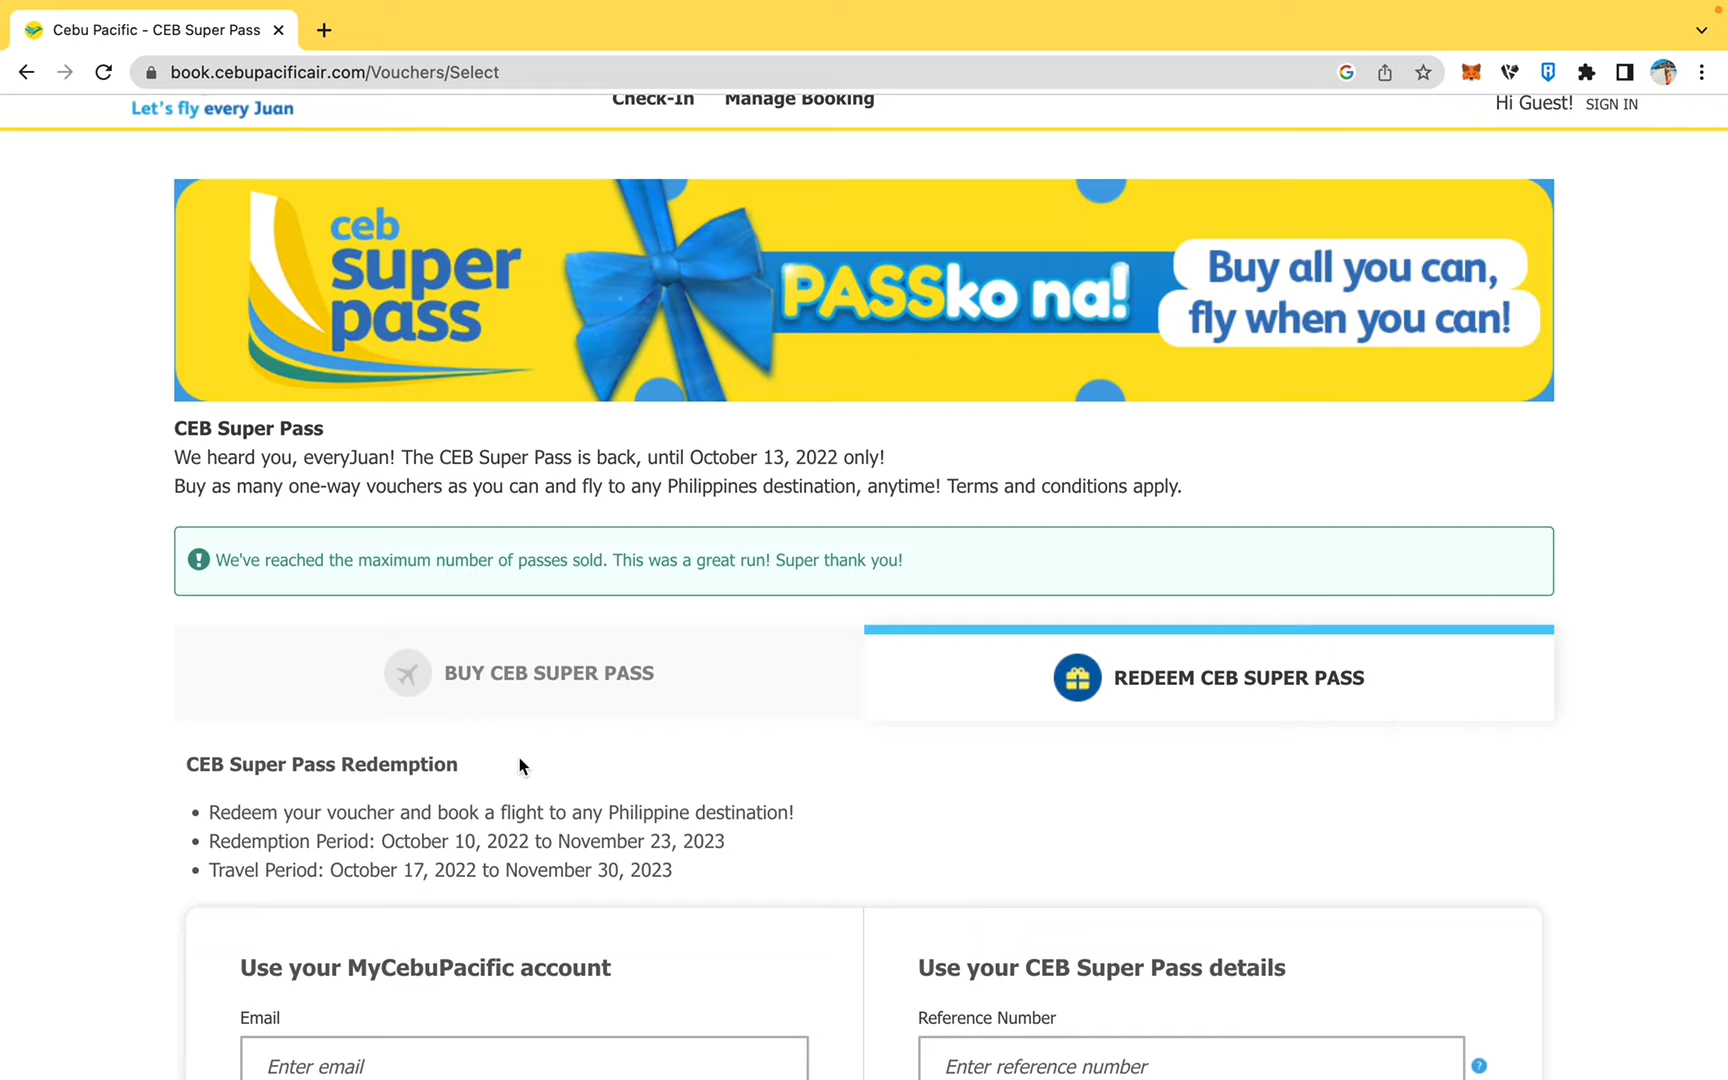 Cebu Pacific - CEB Super Pass
book.cebupacificair.com/Vouchers/Select
Let's fly every Juan
Check-In
Manage Booking
Hi Guest! SIGN IN
ceb
super
pass
PASSko na!
Buy all you can,
fly when you can!
CEB Super Pass
We heard you, everyJuan! The CEB Super Pass is back, until October 13, 2022 only!
Buy as many one-way vouchers as you can and fly to any Philippines destination, anytime! Terms and conditions apply.
We've reached the maximum number of passes sold. This was a great run! Super thank you!
BUY CEB SUPER PASS
REDEEM CEB SUPER PASS
CEB Super Pass Redemption
• Redeem your voucher and book a flight to any Philippine destination!
• Redemption Period: October 10, 2022 to November 23, 2023
• Travel Period: October 17, 2022 to November 30, 2023
Use your MyCebuPacific account
Email
Enter email
Use your CEB Super Pass details
Reference Number
Enter reference number
?